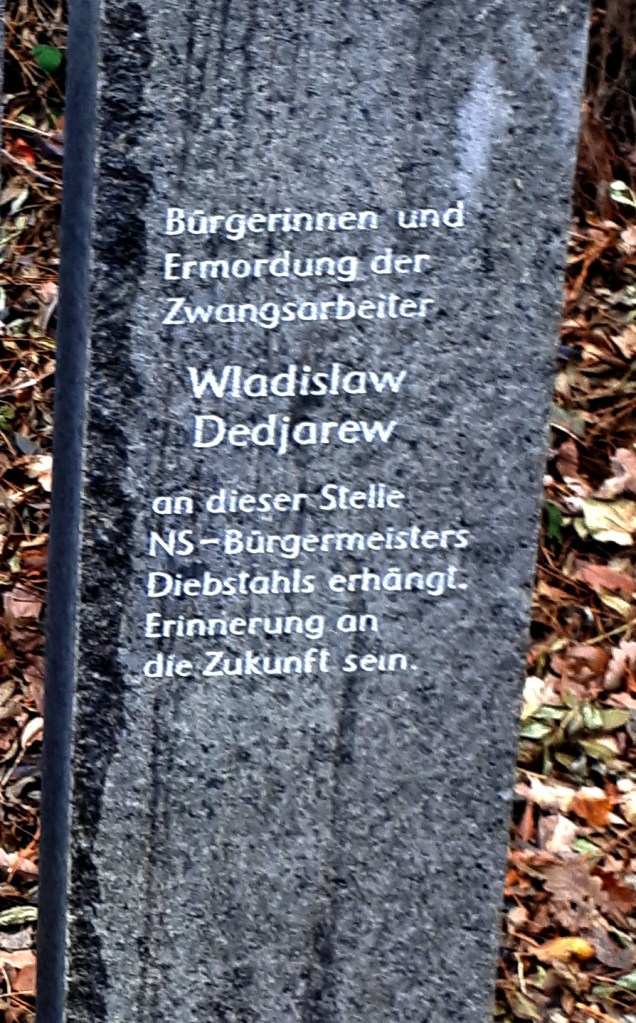 Bürgerinnen und
Ermordung der
Zwangsarbeiter
Wladislaw
Dedjarew
an dieser Stelle
NS-Bürgermeisters
Diebstahls erhängt.
Erinnerung an
die Zukunft sein.